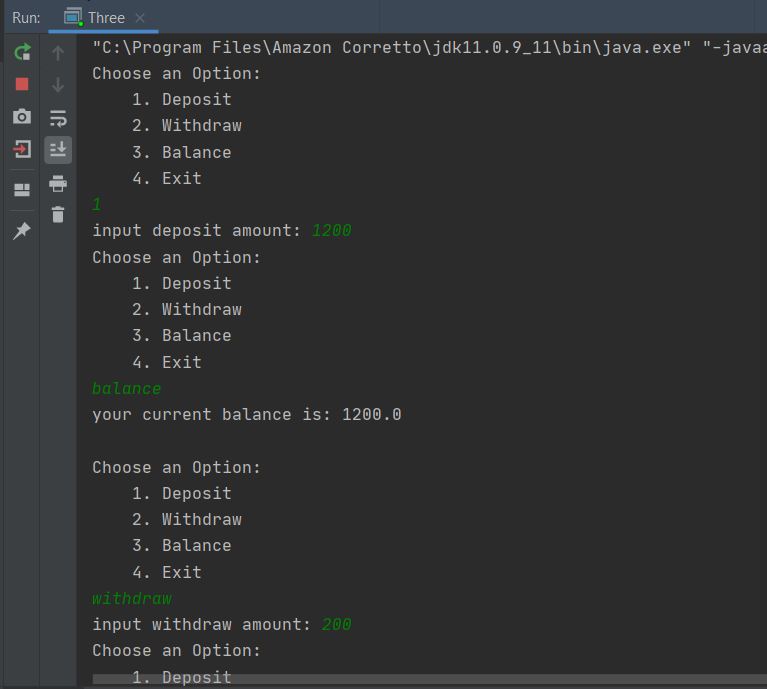 Run: Three
"C:\Program Files\Amazon Corretto\jdk11.0.9_11\bin\java.exe"
Choose an Option:
1. Deposit
2. Withdraw
3. Balance
4. Exit
1
input deposit amount: 1200
Choose an Option:
1. Deposit
2. Withdraw
3. Balance
4. Exit
balance
your current balance is: 1200.0
Choose an Option:
1. Deposit
2. Withdraw
3. Balance
4. Exit
withdraw
input withdraw amount: 200
Choose an Option:
1. Deposit